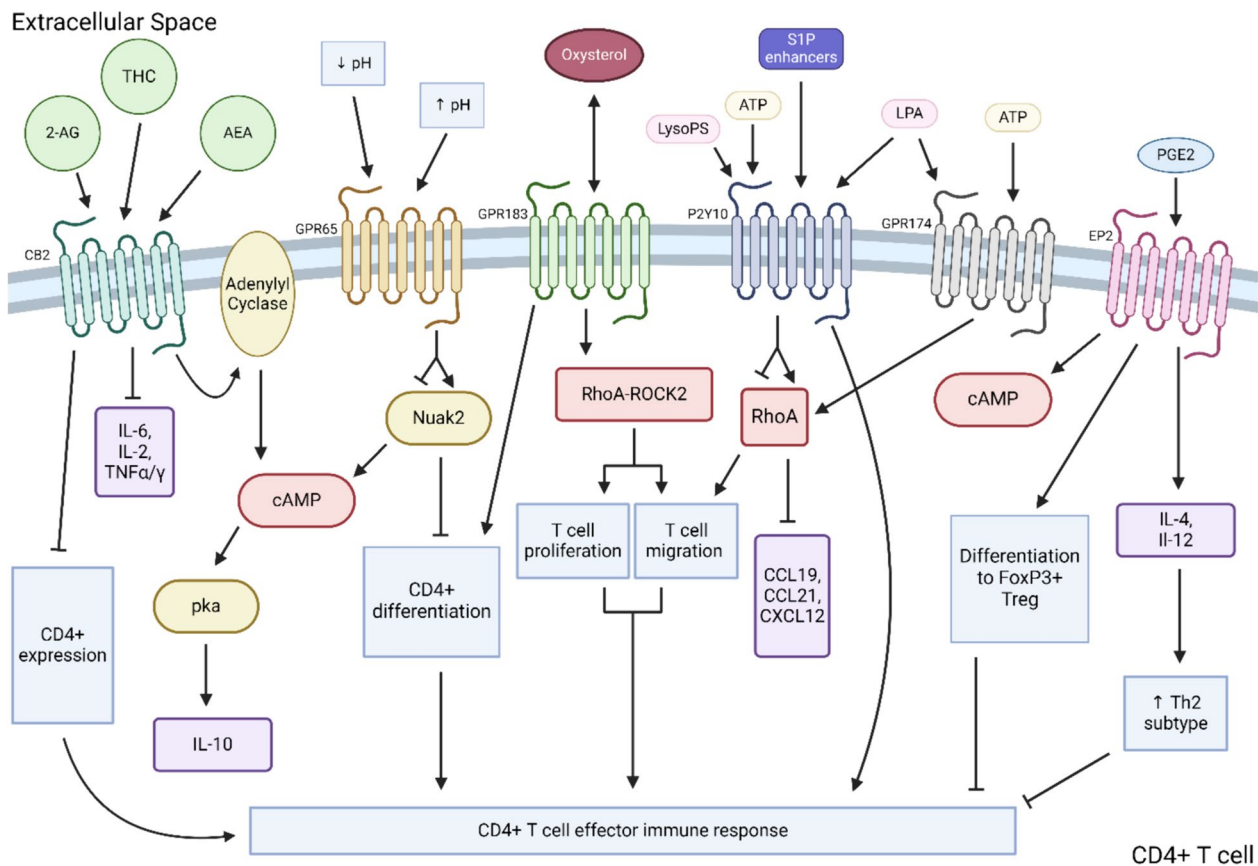 Extracellular Space
THC
2-AG
AEA
↓ pH
↑ pH
Oxysterol
S1P
enhancers
LysoPS
ATP
LPA
ATP
PGE2
CB2
Adenylyl
Cyclase
GPR65
GPR183
P2Y10
GPR174
EP2
IL-6,
IL-2,
TNFα/γ
Nuak2
RhoA-ROCK2
RhoA
cAMP
cAMP
T cell
proliferation
T cell
migration
IL-4,
Il-12
CD4+
expression
pka
CD4+
differentiation
CCL19,
CCL21,
CXCL12
Differentiation
to FoxP3+
Treg
IL-10
↑ Th2
subtype
CD4+ T cell effector immune response
CD4+ T cell